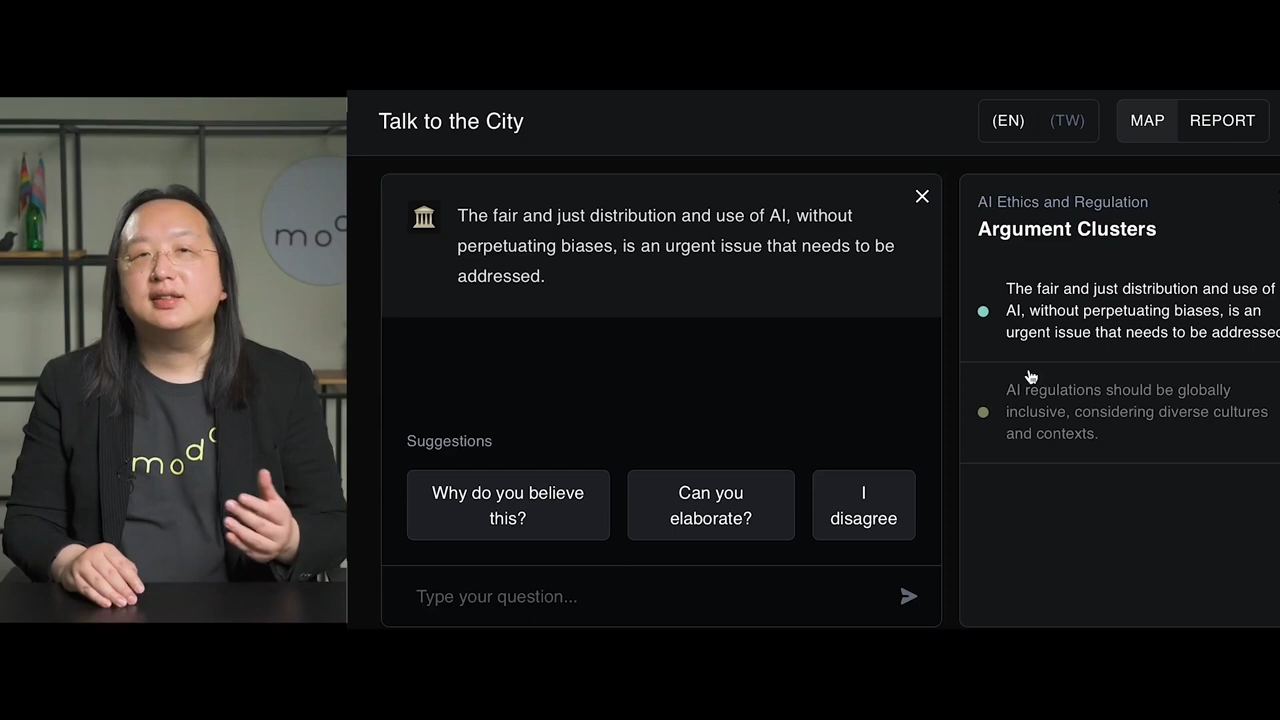 moda
Talk to the City
(EN)
(TW)
MAP
REPORT
The fair and just distribution and use of AI, without
perpetuating biases, is an urgent issue that needs to be
addressed.
Suggestions
Why do you believe
this?
Can you
elaborate?
I
disagree
Type your question...
AI Ethics and Regulation
Argument Clusters
The fair and just distribution and use of
AI, without perpetuating biases, is an
urgent issue that needs to be addressed
AI regulations should be globally
inclusive, considering diverse cultures
and contexts.